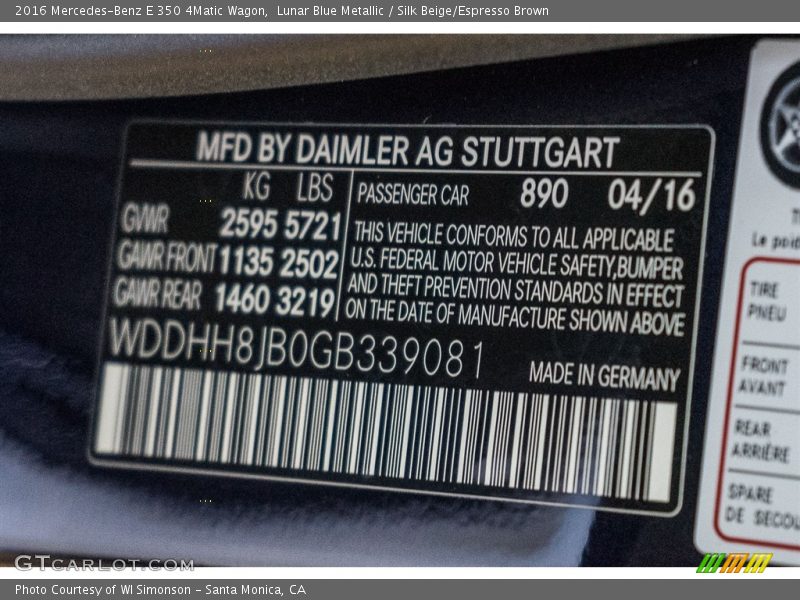 2016 Mercedes-Benz E 350 4Matic Wagon, Lunar Blue Metallic / Silk Beige/Espresso Brown
MFD BY DAIMLER AG STUTTGART
KG LBS
GVWR 2595 5721
GAWR FRONT 1135 2502
GAWR REAR 1460 3219
PASSENGER CAR 890 04/16
THIS VEHICLE CONFORMS TO ALL APPLICABLE
U.S. FEDERAL MOTOR VEHICLE SAFETY,BUMPER
AND THEFT PREVENTION STANDARDS IN EFFECT
ON THE DATE OF MANUFACTURE SHOWN ABOVE
WDDHH8JB0GB339081
MADE IN GERMANY
Le
TIRE
PNEU
FRONT
AVANT
REAR
ARRIÈRE
SPARE
DE
GTCARLOT.COM
Photo Courtesy of WI Simonson - Santa Monica, CA